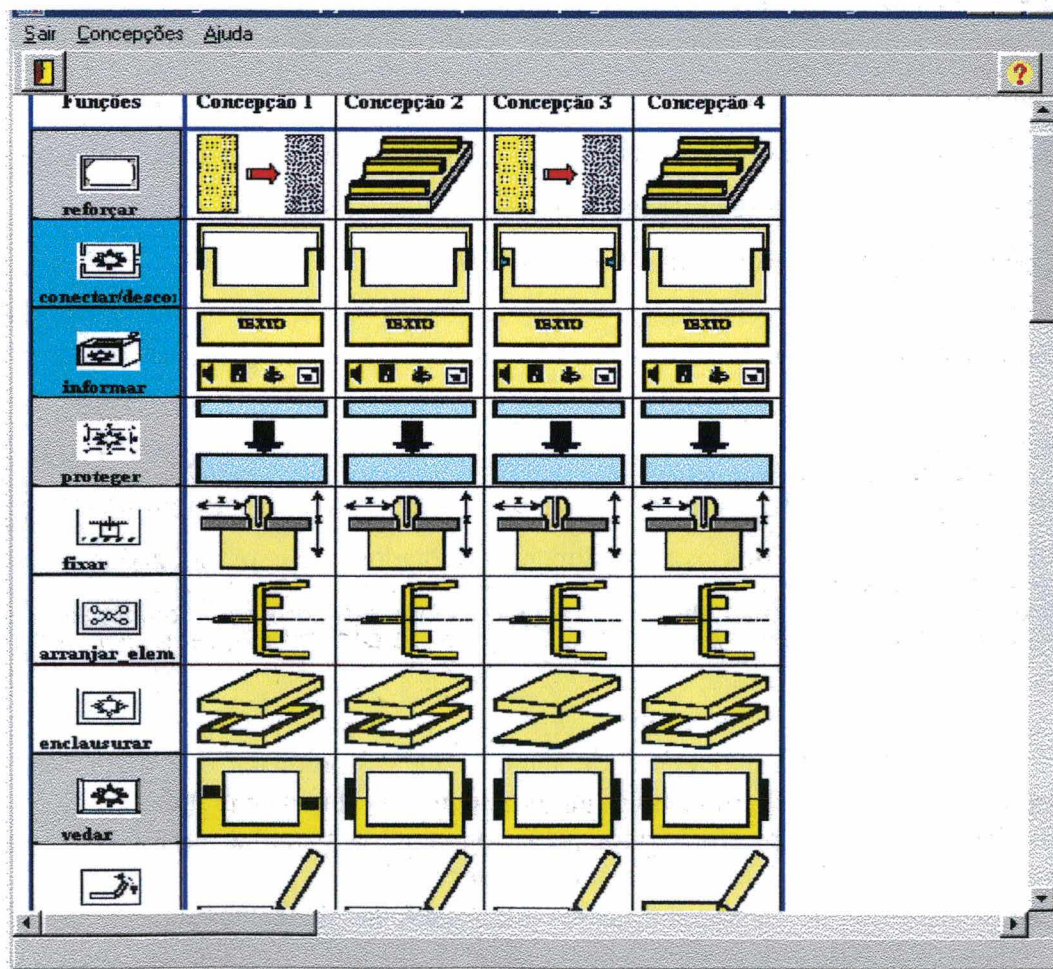 Sair Concepções Ajuda
?
Funções Concepção 1 Concepção 2 Concepção 3 Concepção 4
reforçar
conectar/desco
TEXTO TEXTO TEXTO TEXTO
informar
proteger
x x x x
fixar
arranjar_elem
enclausurar
vedar